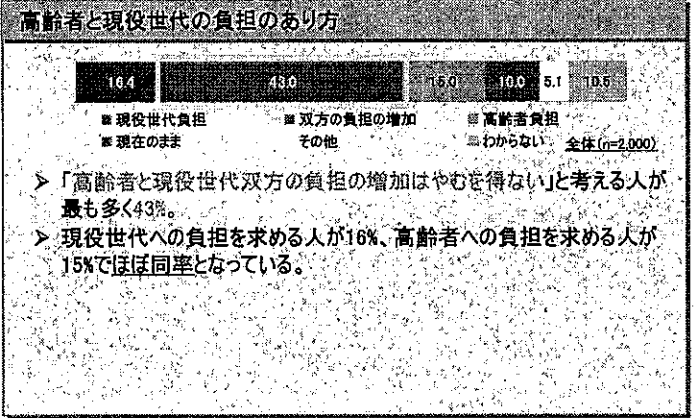 高齢者と現役世代の負担のあり方
16.4 43.0 15.0 10.0 5.1 10.5
■ 現役世代負担 ■ 双方の負担の増加 ■ 高齢者負担
■ 現在のまま その他 ■ わからない 全体(n=2,000)
➢ 「高齢者と現役世代双方の負担の増加はやむを得ない」と考える人が
最も多く43%。
➢ 現役世代への負担を求める人が16%、高齢者への負担を求める人が
15%でほぼ同率となっている。